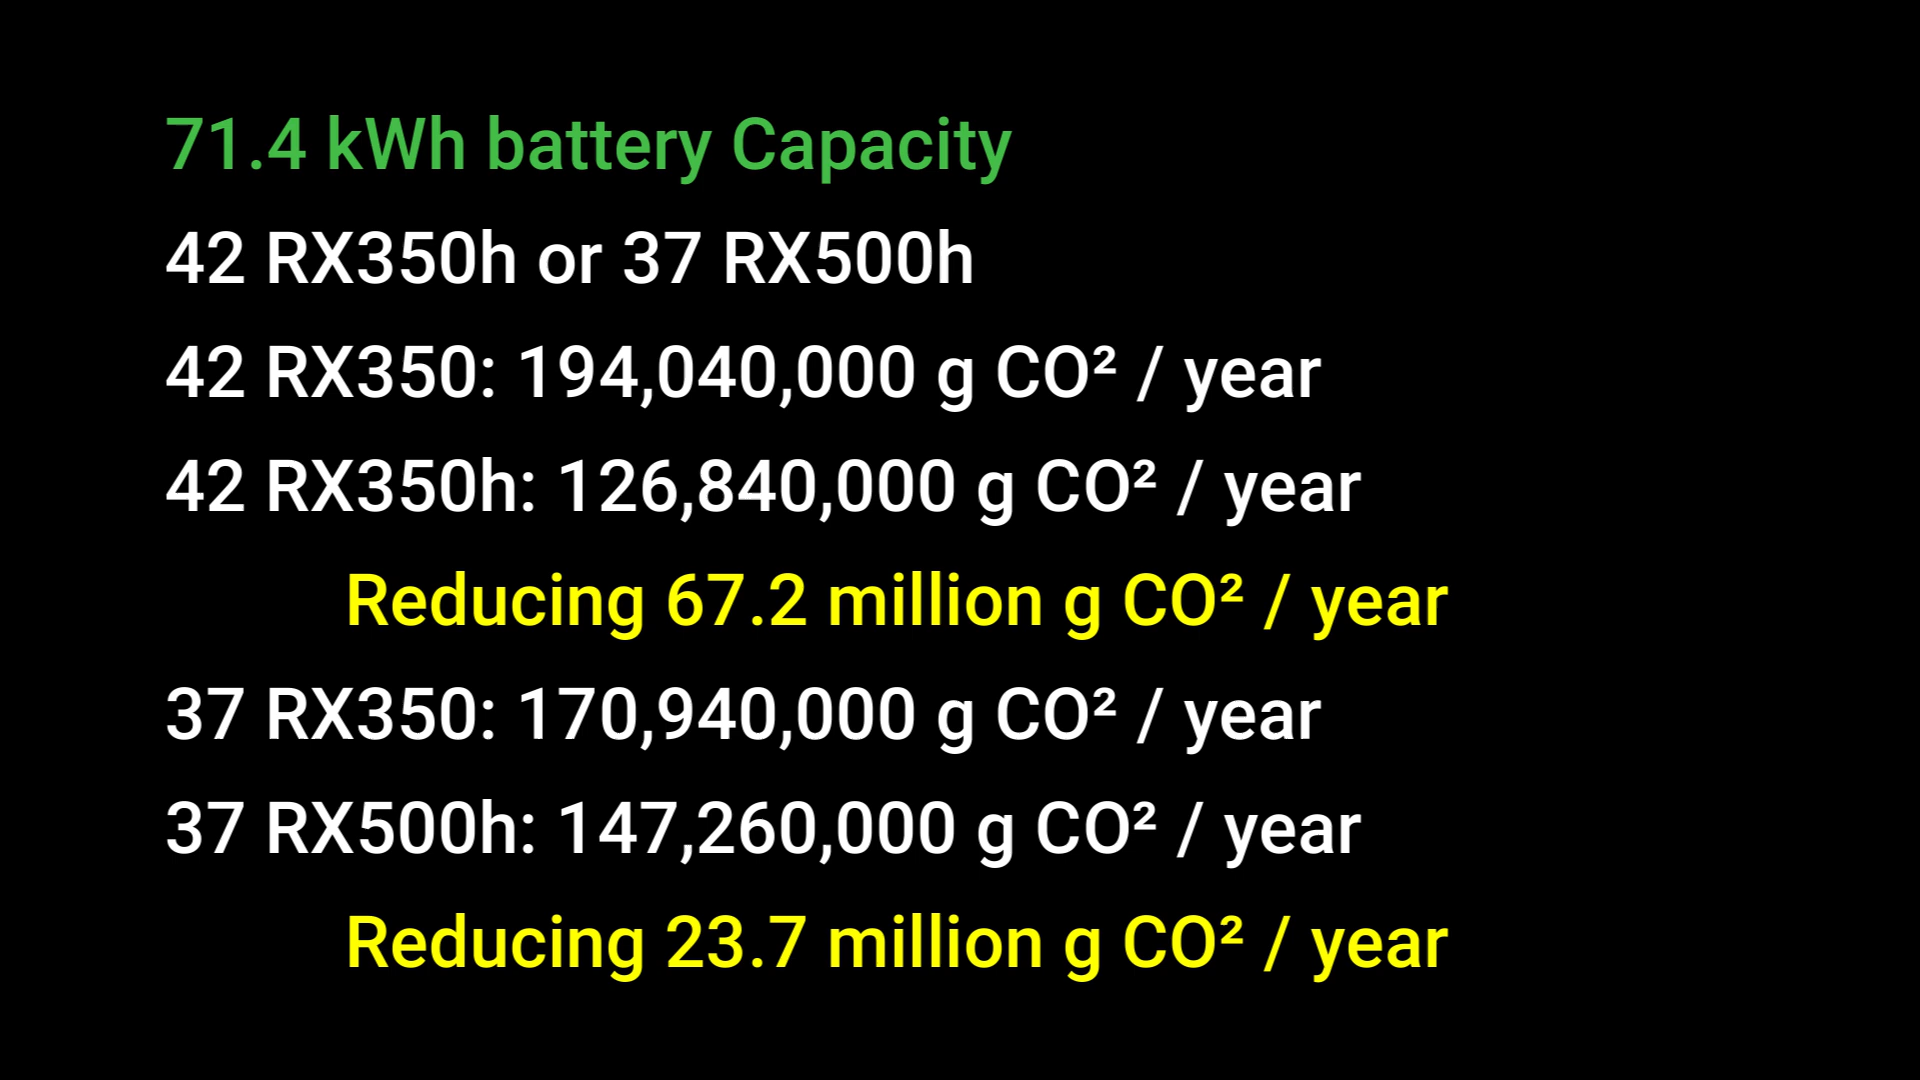 71.4 kWh battery Capacity
42 RX350h or 37 RX500h
42 RX350: 194,040,000 g CO² / year
42 RX350h: 126,840,000 g CO² / year
Reducing 67.2 million g CO² / year
37 RX350: 170,940,000 g CO² / year
37 RX500h: 147,260,000 g CO² / year
Reducing 23.7 million g CO² / year